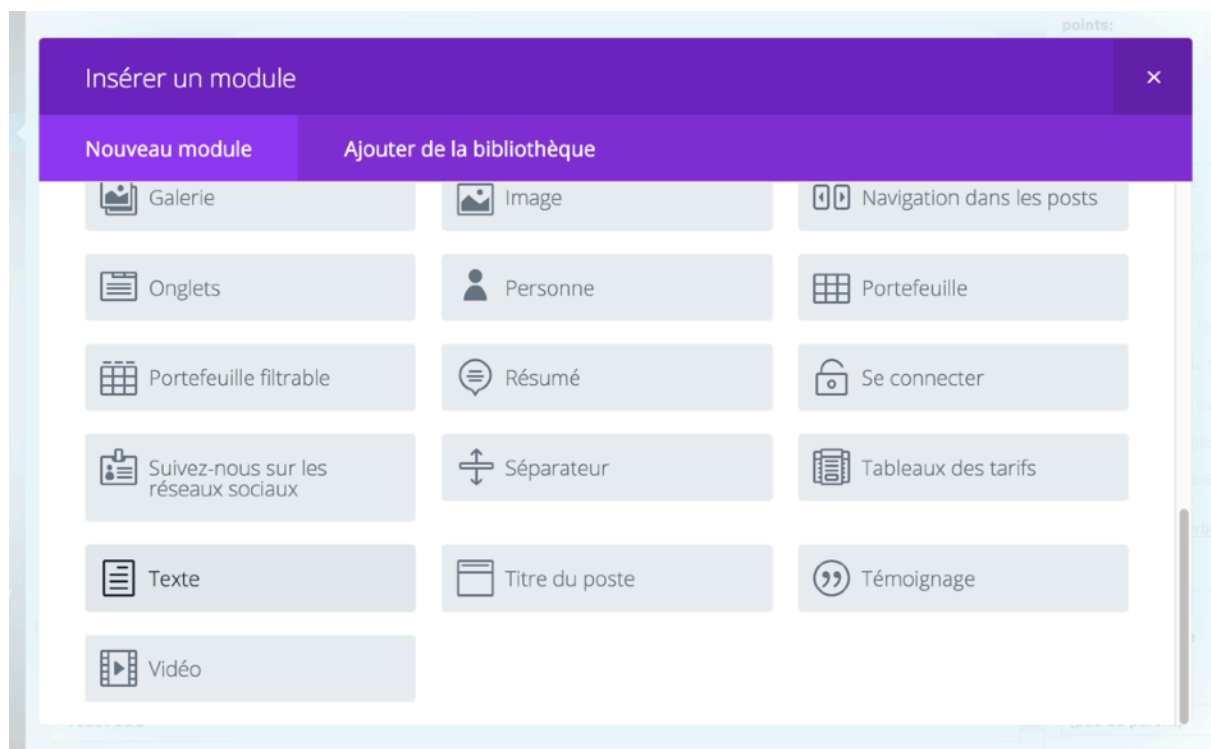 points:
Insérer un module
×
Nouveau module
Ajouter de la bibliothèque
Galerie
Image
Navigation dans les posts
Onglets
Personne
Portefeuille
Portefeuille filtrable
Résumé
Se connecter
Suivez-nous sur les
réseaux sociaux
Séparateur
Tableaux des tarifs
Texte
Titre du poste
Témoignage
Vidéo